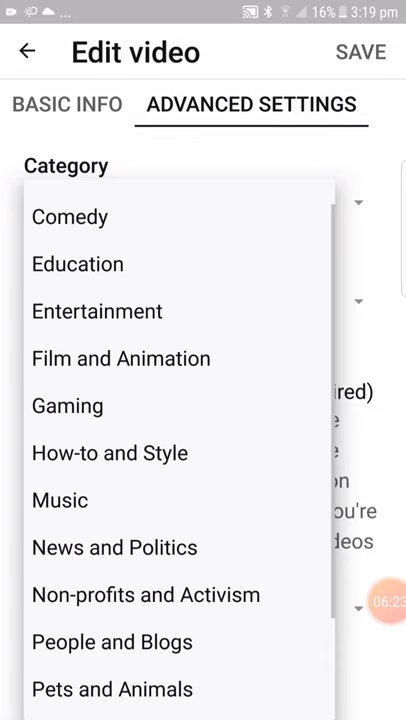 ... 16% 3:19 pm
Edit video SAVE
BASIC INFO ADVANCED SETTINGS
Category
Comedy
Education
Entertainment
Film and Animation
Gaming
ired)
How-to and Style
Music
ou're
News and Politics
deos
Non-profits and Activism
06:23
People and Blogs
Pets and Animals